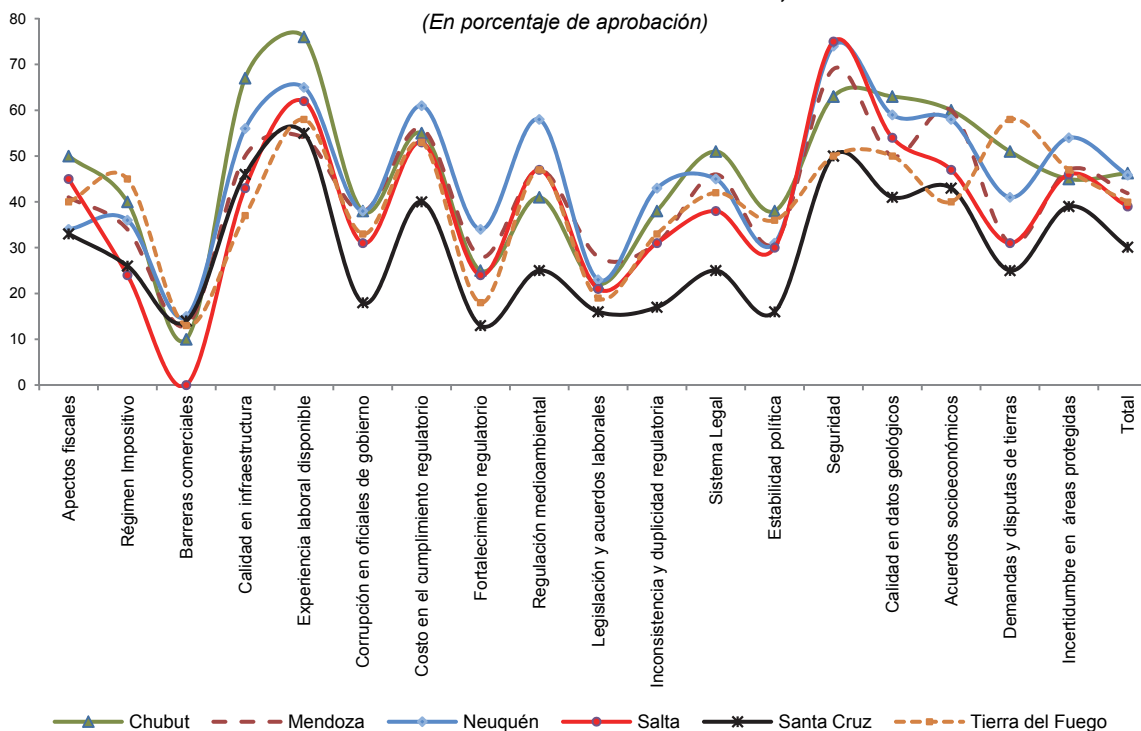 (En porcentaje de aprobación)
80
70
60
50
40
30
20
10
0
Apectos fiscales
Régimen Impositivo
Barreras comerciales
Calidad en infraestructura
Experiencia laboral disponible
Corrupción en oficiales de gobierno
Costo en el cumplimiento regulatorio
Fortalecimiento regulatorio
Regulación medioambiental
Legislación y acuerdos laborales
Inconsistencia y duplicidad regulatoria
Sistema Legal
Estabilidad política
Seguridad
Calidad en datos geológicos
Acuerdos socioeconómicos
Demandas y disputas de tierras
Incertidumbre en áreas protegidas
Total
Chubut
Mendoza
Neuquén
Salta
Santa Cruz
Tierra del Fuego